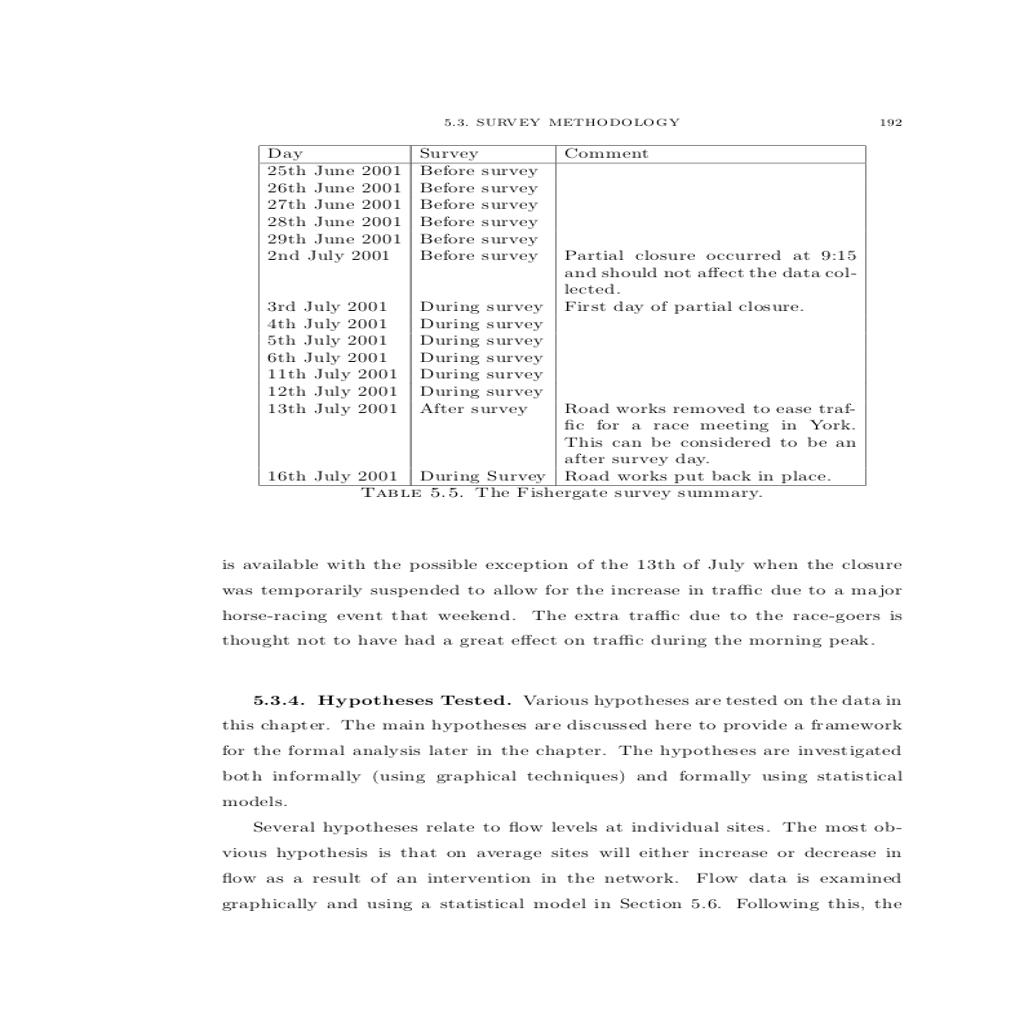 5.3. SURVEY METHODOLOGY 192
Day Survey Comment
25th June 2001 Before survey
26th June 2001 Before survey
27th June 2001 Before survey
28th June 2001 Before survey
29th June 2001 Before survey
2nd July 2001 Before survey Partial closure occurred at 9:15
and should not affect the data col-
lected.
3rd July 2001 During survey First day of partial closure.
4th July 2001 During survey
5th July 2001 During survey
6th July 2001 During survey
11th July 2001 During survey
12th July 2001 During survey
13th July 2001 After survey Road works removed to ease traf-
fic for a race meeting in York.
This can be considered to be an
after survey day.
16th July 2001 During Survey Road works put back in place.
TABLE 5.5. The Fishergate survey summary.
is available with the possible exception of the 13th of July when the closure
was temporarily suspended to allow for the increase in traffic due to a major
horse-racing event that weekend. The extra traffic due to the race-goers is
thought not to have had a great effect on traffic during the morning peak.
5.3.4. Hypotheses Tested. Various hypotheses are tested on the data in
this chapter. The main hypotheses are discussed here to provide a framework
for the formal analysis later in the chapter. The hypotheses are investigated
both informally (using graphical techniques) and formally using statistical
models.
Several hypotheses relate to flow levels at individual sites. The most ob-
vious hypothesis is that on average sites will either increase or decrease in
flow as a result of an intervention in the network. Flow data is examined
graphically and using a statistical model in Section 5.6. Following this, the